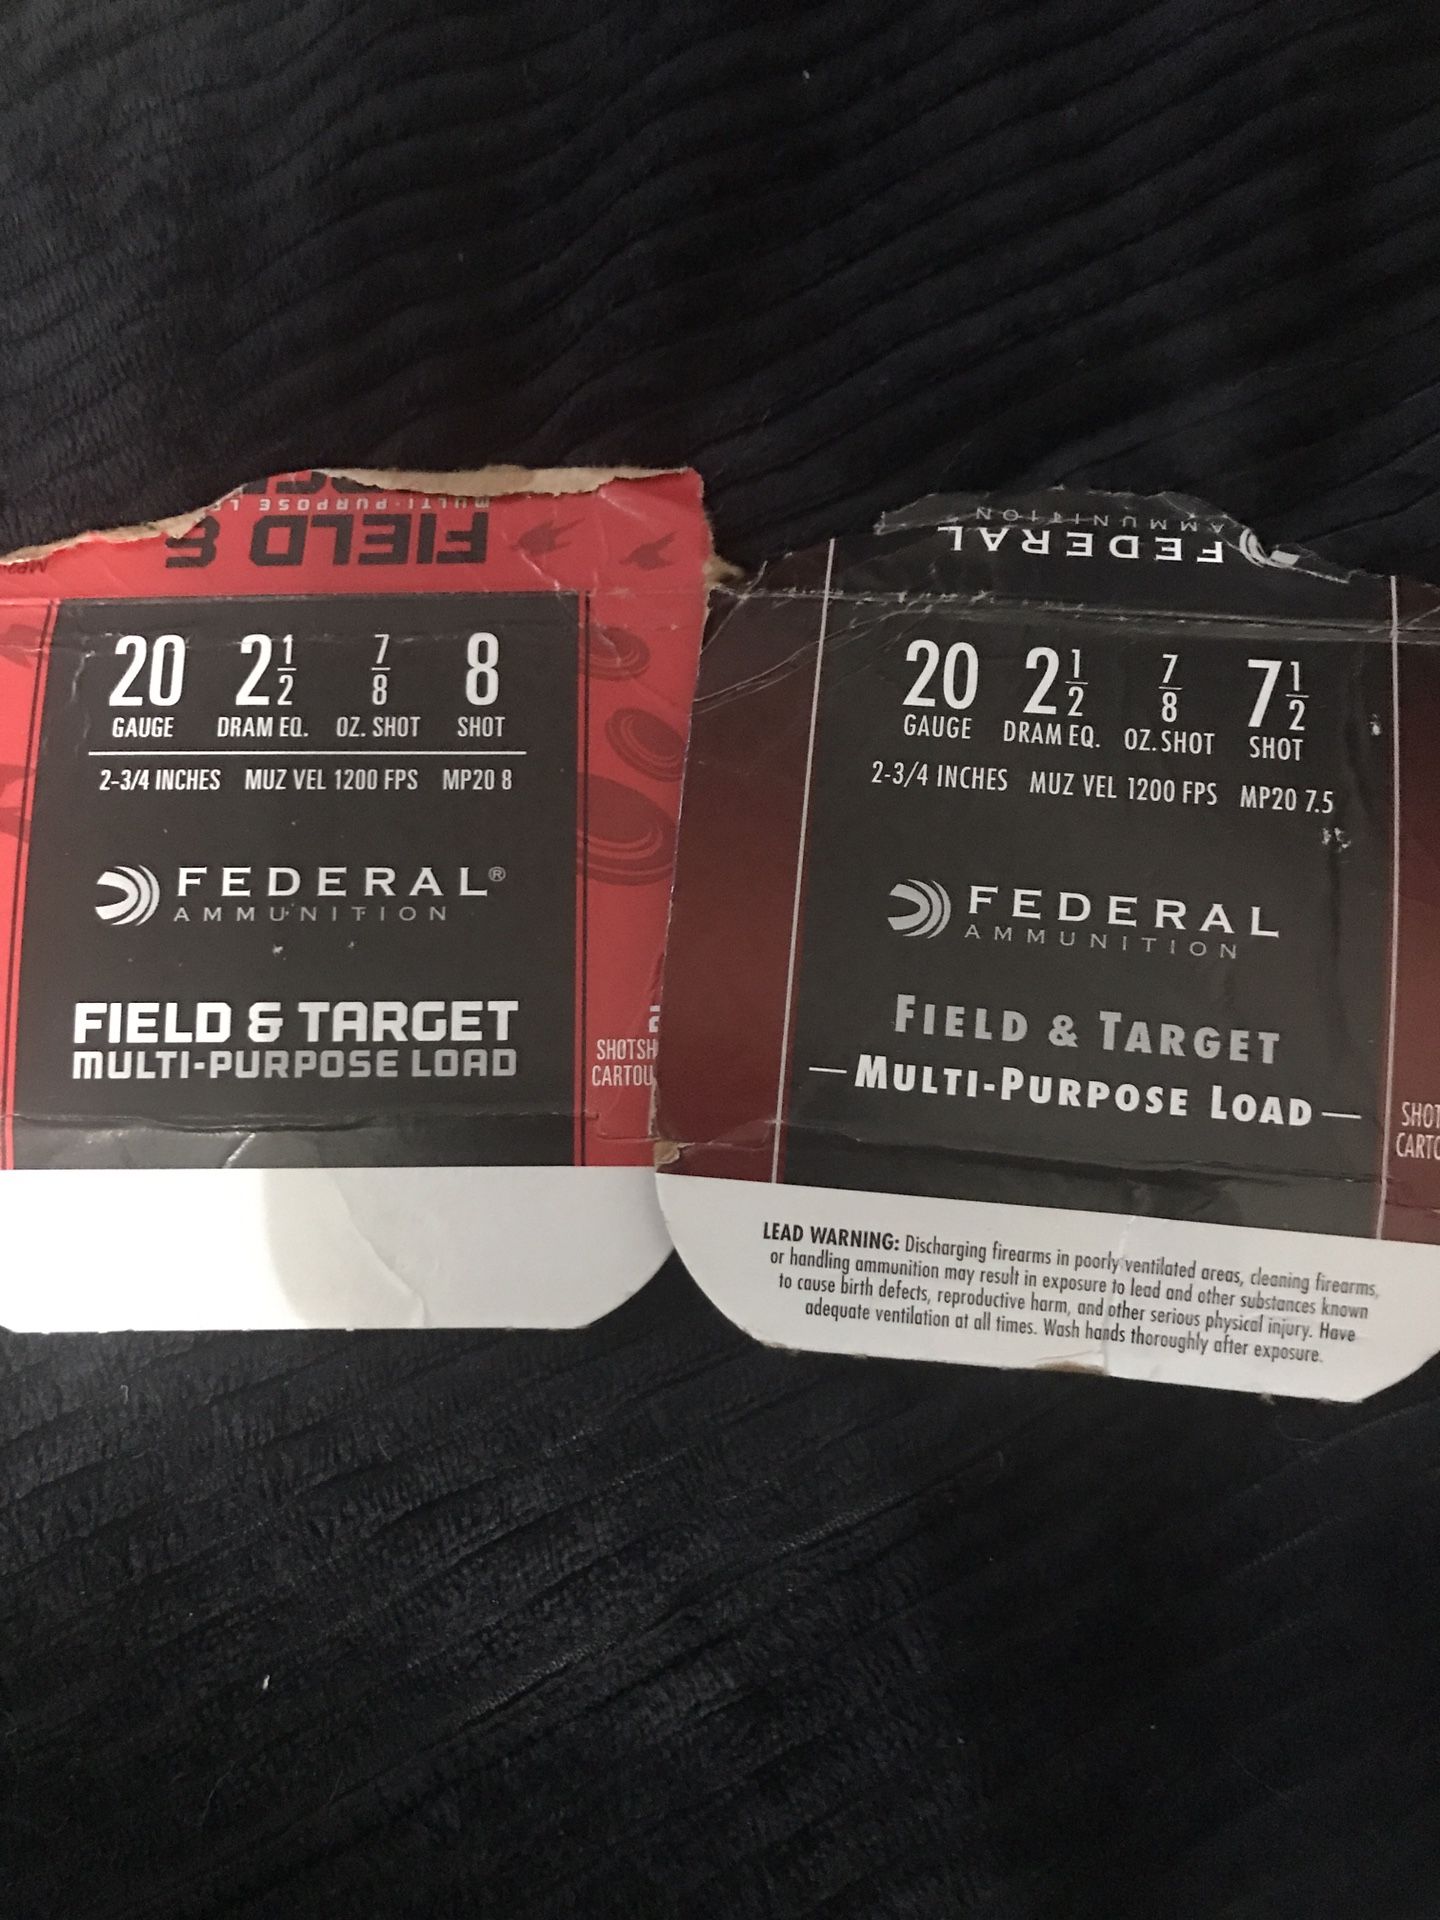 MULTI-PURPOSE
FIELD &
20 2 1/2 7/8 8
GAUGE DRAM EQ. OZ. SHOT SHOT
2-3/4 INCHES MUZ VEL 1200 FPS MP20 8
FEDERAL®
AMMUNITION
FIELD & TARGET
MULTI-PURPOSE LOAD
SHOTSH
CARTOU
AMMUNITION
FEDERAL
20 2 1/2 7/8 7 1/2
GAUGE DRAM EQ. OZ. SHOT SHOT
2-3/4 INCHES MUZ VEL 1200 FPS MP20 7.5
FEDERAL
AMMUNITION
FIELD & TARGET
—MULTI-PURPOSE LOAD—
SHOT
CARTO
LEAD WARNING: Discharging firearms in poorly ventilated areas, cleaning firearms,
or handling ammunition may result in exposure to lead and other substances known
to cause birth defects, reproductive harm, and other serious physical injury. Have
adequate ventilation at all times. Wash hands thoroughly after exposure.